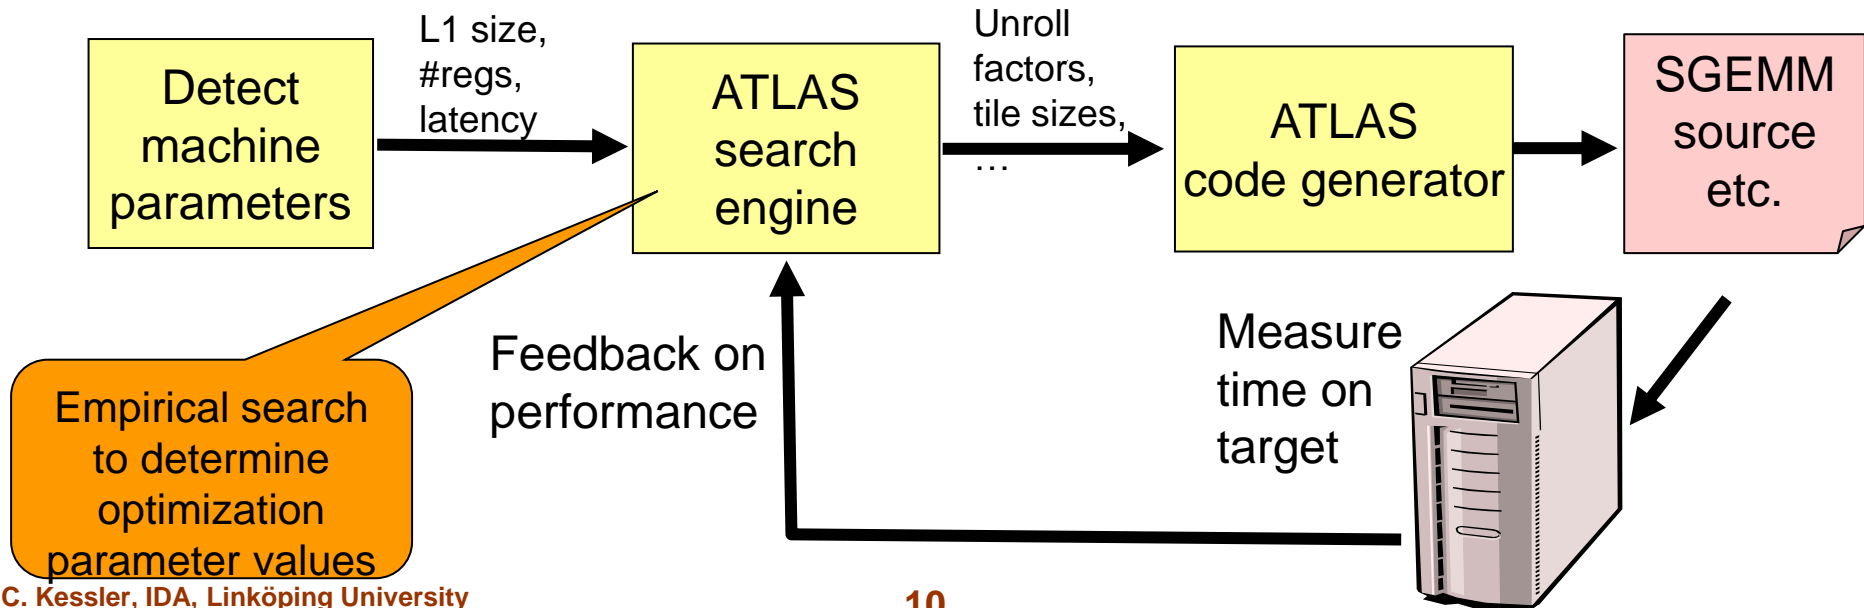 Detect
machine
parameters
L1 size,
#regs,
latency
ATLAS
search
engine
Unroll
factors,
tile sizes,
…
ATLAS
code generator
SGEMM
source
etc.
Empirical search
to determine
optimization
parameter values
Feedback on
performance
Measure
time on
target
C. Kessler, IDA, Linköping University
10